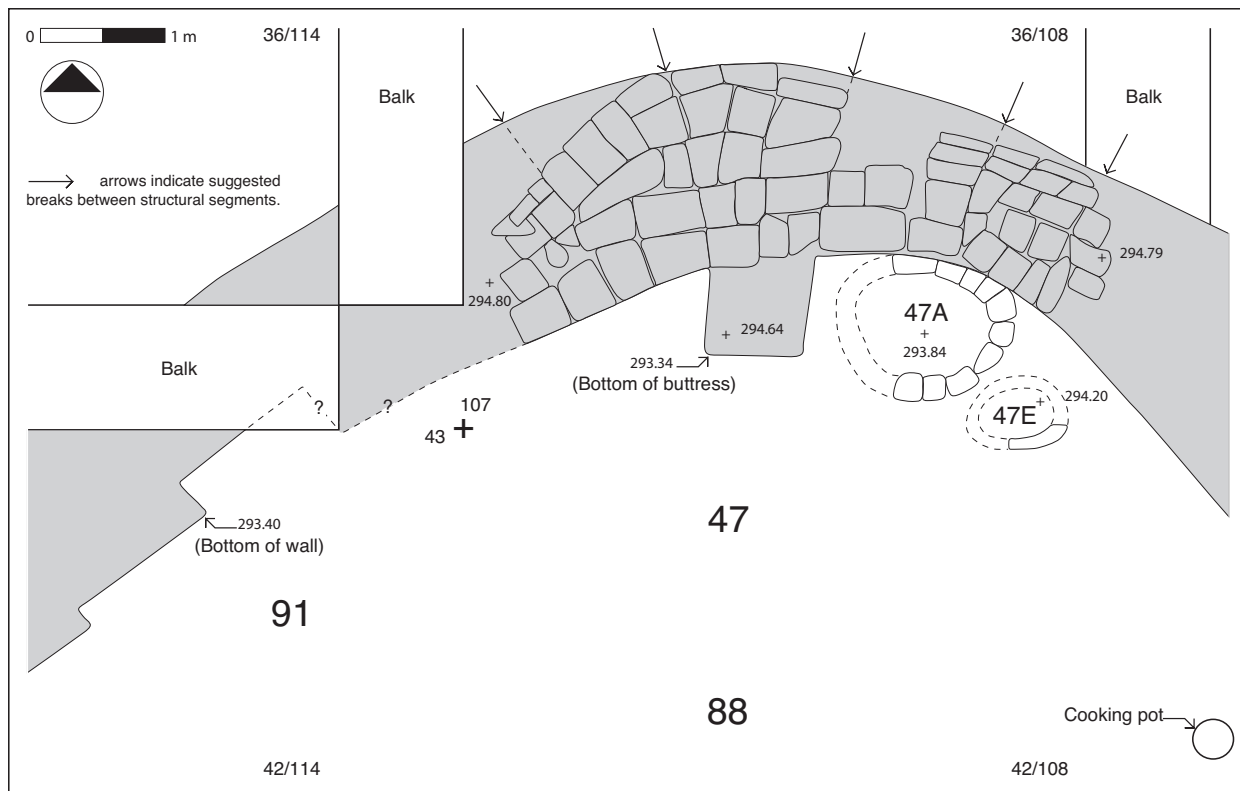 0 1 m
36/114
36/108
Balk
Balk
arrows indicate suggested
breaks between structural segments.
294.80
294.79
47A
293.84
294.64
Balk
293.34
(Bottom of buttress)
294.20
47E
?
?
107
43
47
293.40
(Bottom of wall)
91
88
Cooking pot
42/114
42/108